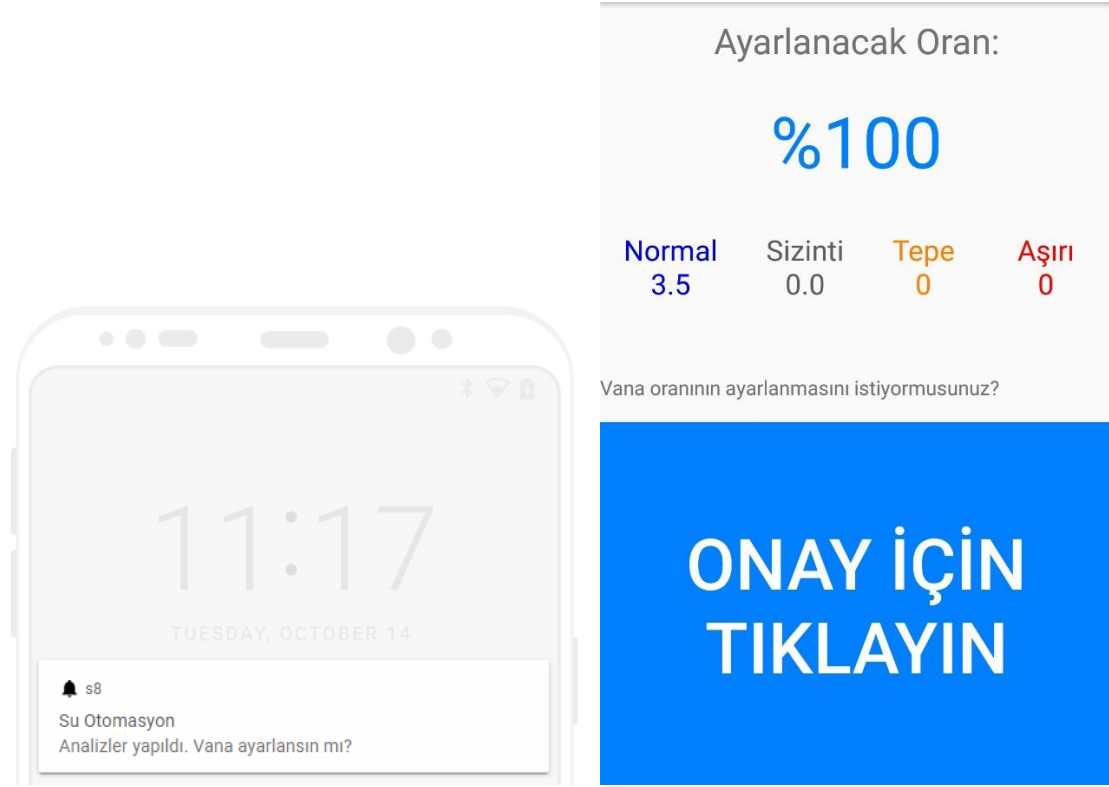 11:17
TUESDAY, OCTOBER 14
s8
Su Otomasyon
Analizler yapıldı. Vana ayarlansın mı?
Ayarlanacak Oran:
%100
Normal Sizinti Tepe Aşırı
3.5 0.0 0 0
Vana oranının ayarlanmasını istiyormusunuz?
ONAY İÇİN
TIKLAYIN